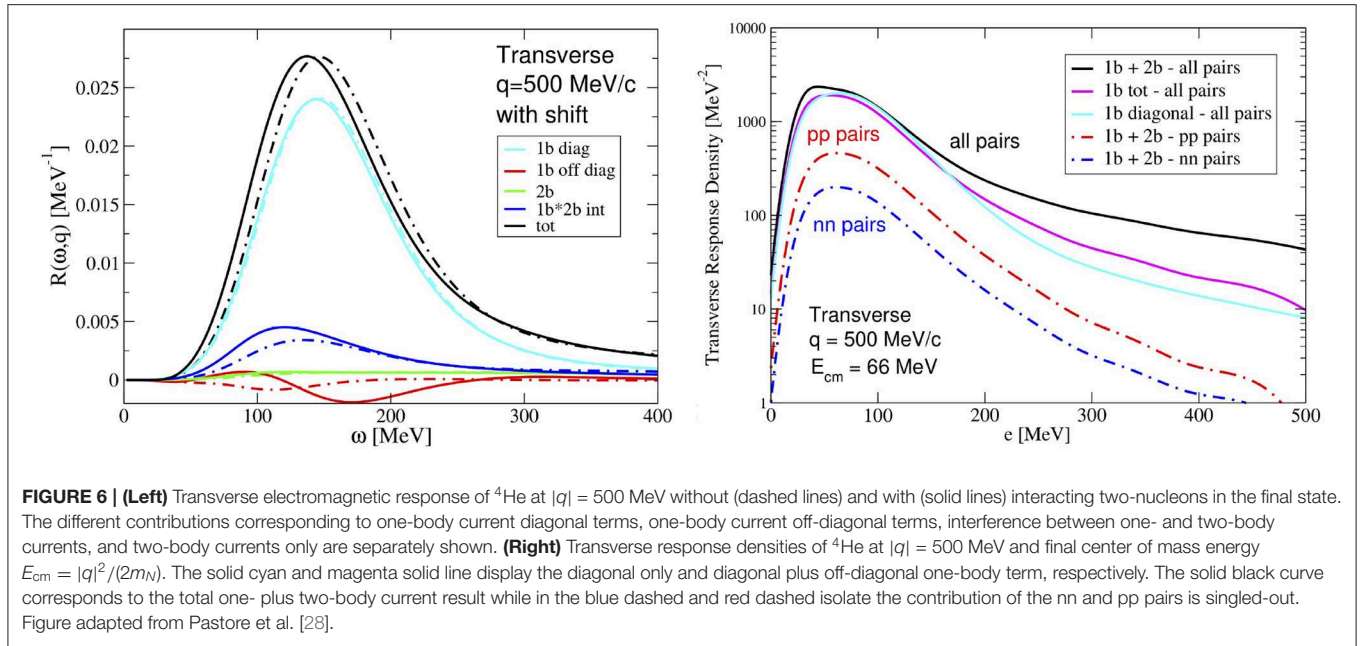 Transverse
q=500 MeV/c
with shift
1b diag
1b off diag
2b
1b*2b int
tot
R(ω,q) [MeV⁻¹]
0.025
0.02
0.015
0.01
0.005
0
0 100 200 300 400
ω [MeV]
1b + 2b - all pairs
1b tot - all pairs
1b diagonal - all pairs
1b + 2b - pp pairs
1b + 2b - nn pairs
pp pairs
all pairs
nn pairs
Transverse
q = 500 MeV/c
E_cm = 66 MeV
Transverse Response Density [MeV⁻²]
10000
1000
100
10
1
0 100 200 300 400 500
e [MeV]
FIGURE 6 | (Left) Transverse electromagnetic response of ⁴He at |q| = 500 MeV without (dashed lines) and with (solid lines) interacting two-nucleons in the final state.
The different contributions corresponding to one-body current diagonal terms, one-body current off-diagonal terms, interference between one- and two-body
currents, and two-body currents only are separately shown. (Right) Transverse response densities of ⁴He at |q| = 500 MeV and final center of mass energy
E_cm = |q|²/(2m_N). The solid cyan and magenta solid line display the diagonal only and diagonal plus off-diagonal one-body term, respectively. The solid black curve
corresponds to the total one- plus two-body current result while in the blue dashed and red dashed isolate the contribution of the nn and pp pairs is singled-out.
Figure adapted from Pastore et al. [28].